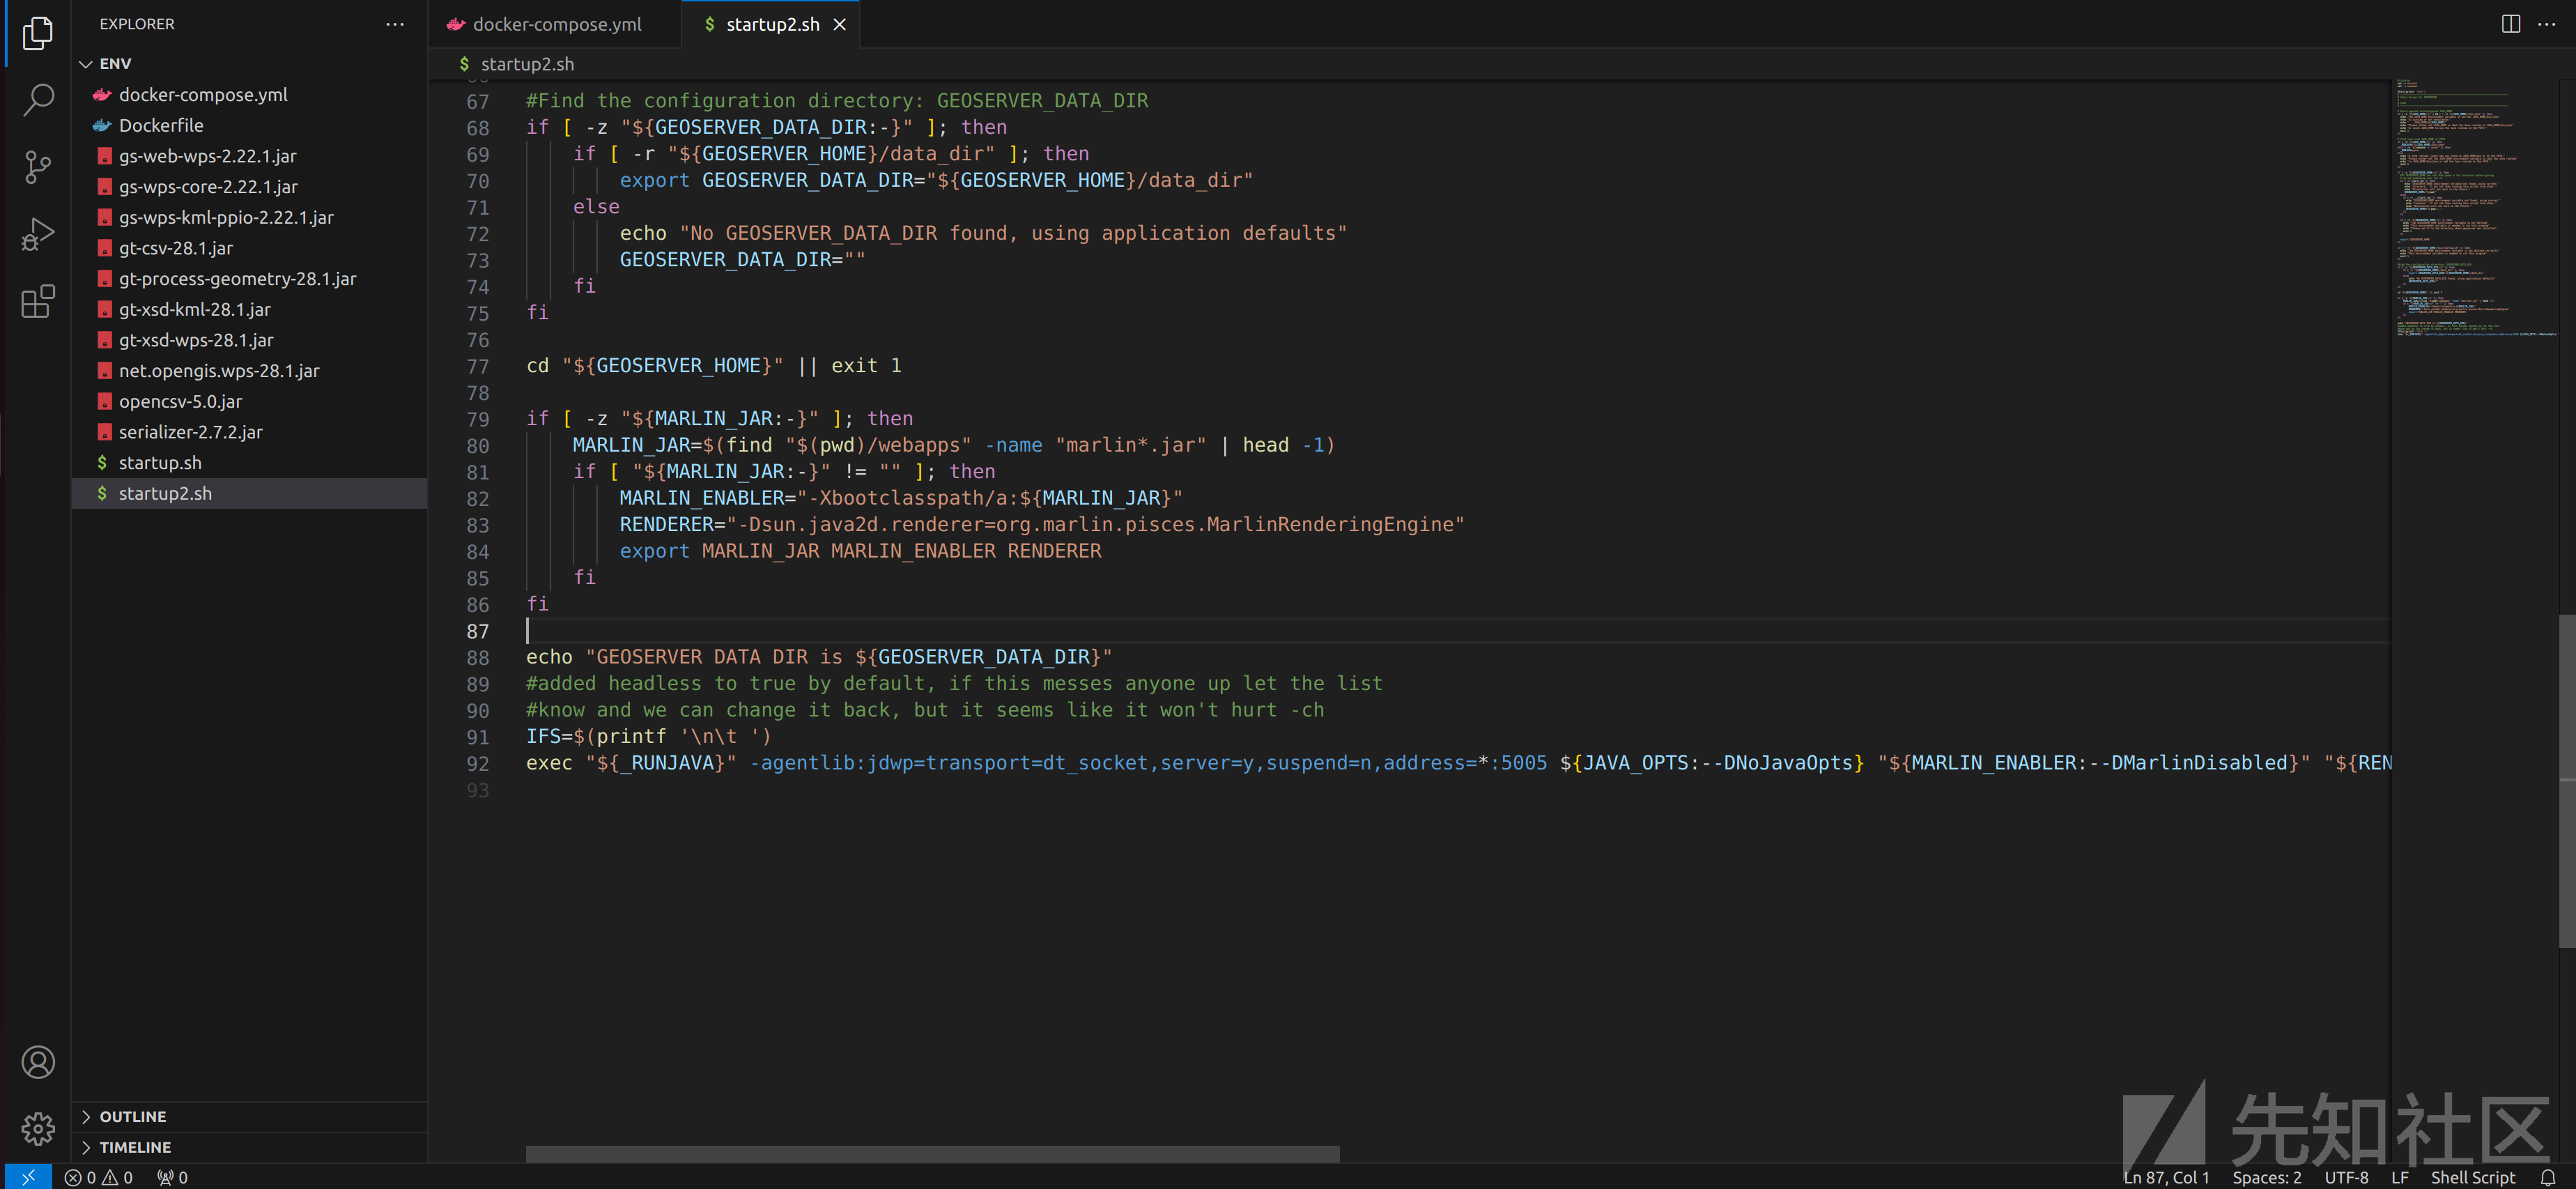 EXPLORER
ENV
docker-compose.yml
Dockerfile
gs-web-wps-2.22.1.jar
gs-wps-core-2.22.1.jar
gs-wps-kml-ppio-2.22.1.jar
gt-csv-28.1.jar
gt-process-geometry-28.1.jar
gt-xsd-kml-28.1.jar
gt-xsd-wps-28.1.jar
net.opengis.wps-28.1.jar
opencsv-5.0.jar
serializer-2.7.2.jar
$ startup.sh
$ startup2.sh
OUTLINE
TIMELINE
docker-compose.yml $ startup2.sh
$ startup2.sh
67 #Find the configuration directory: GEOSERVER_DATA_DIR
68 if [ -z "${GEOSERVER_DATA_DIR:-}" ]; then
69 if [ -r "${GEOSERVER_HOME}/data_dir" ]; then
70 export GEOSERVER_DATA_DIR="${GEOSERVER_HOME}/data_dir"
71 else
72 echo "No GEOSERVER_DATA_DIR found, using application defaults"
73 GEOSERVER_DATA_DIR=""
74 fi
75 fi
76
77 cd "${GEOSERVER_HOME}" || exit 1
78
79 if [ -z "${MARLIN_JAR:-}" ]; then
80 MARLIN_JAR=$(find "$(pwd)/webapps" -name "marlin*.jar" | head -1)
81 if [ "${MARLIN_JAR:-}" != "" ]; then
82 MARLIN_ENABLER="-Xbootclasspath/a:${MARLIN_JAR}"
83 RENDERER="-Dsun.java2d.renderer=org.marlin.pisces.MarlinRenderingEngine"
84 export MARLIN_JAR MARLIN_ENABLER RENDERER
85 fi
86 fi
87
88 echo "GEOSERVER DATA DIR is ${GEOSERVER_DATA_DIR}"
89 #added headless to true by default, if this messes anyone up let the list
90 #know and we can change it back, but it seems like it won't hurt -ch
91 IFS=$(printf '\n\t ')
92 exec "${_RUNJAVA}" -agentlib:jdwp=transport=dt_socket,server=y,suspend=n,address=*:5005 ${JAVA_OPTS:--DNoJavaOpts} "${MARLIN_ENABLER:--DMarlinDisabled}" "${REN
93
先知社区
0 0 0 Ln 87, Col 1 Spaces: 2 UTF-8 LF Shell Script